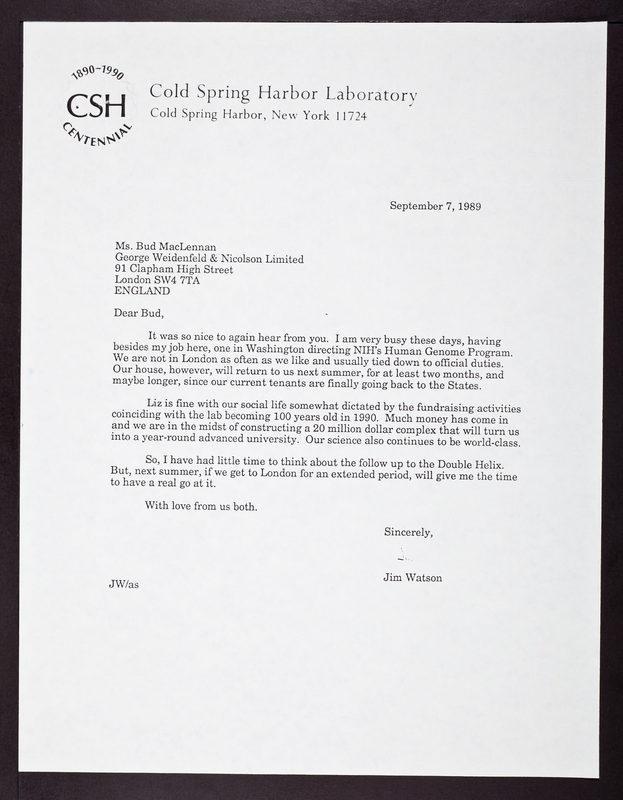 1890-1990
CSH
CENTENNIAL
Cold Spring Harbor Laboratory
Cold Spring Harbor, New York 11724
September 7, 1989
Ms. Bud MacLennan
George Weidenfeld & Nicolson Limited
91 Clapham High Street
London SW4 7TA
ENGLAND
Dear Bud,
It was so nice to again hear from you. I am very busy these days, having
besides my job here, one in Washington directing NIH's Human Genome Program.
We are not in London as often as we like and usually tied down to official duties.
Our house, however, will return to us next summer, for at least two months, and
maybe longer, since our current tenants are finally going back to the States.
Liz is fine with our social life somewhat dictated by the fundraising activities
coinciding with the lab becoming 100 years old in 1990. Much money has come in
and we are in the midst of constructing a 20 million dollar complex that will turn us
into a year-round advanced university. Our science also continues to be world-class.
So, I have had little time to think about the follow up to the Double Helix.
But, next summer, if we get to London for an extended period, will give me the time
to have a real go at it.
With love from us both.
Sincerely,
Jim Watson
JW/as